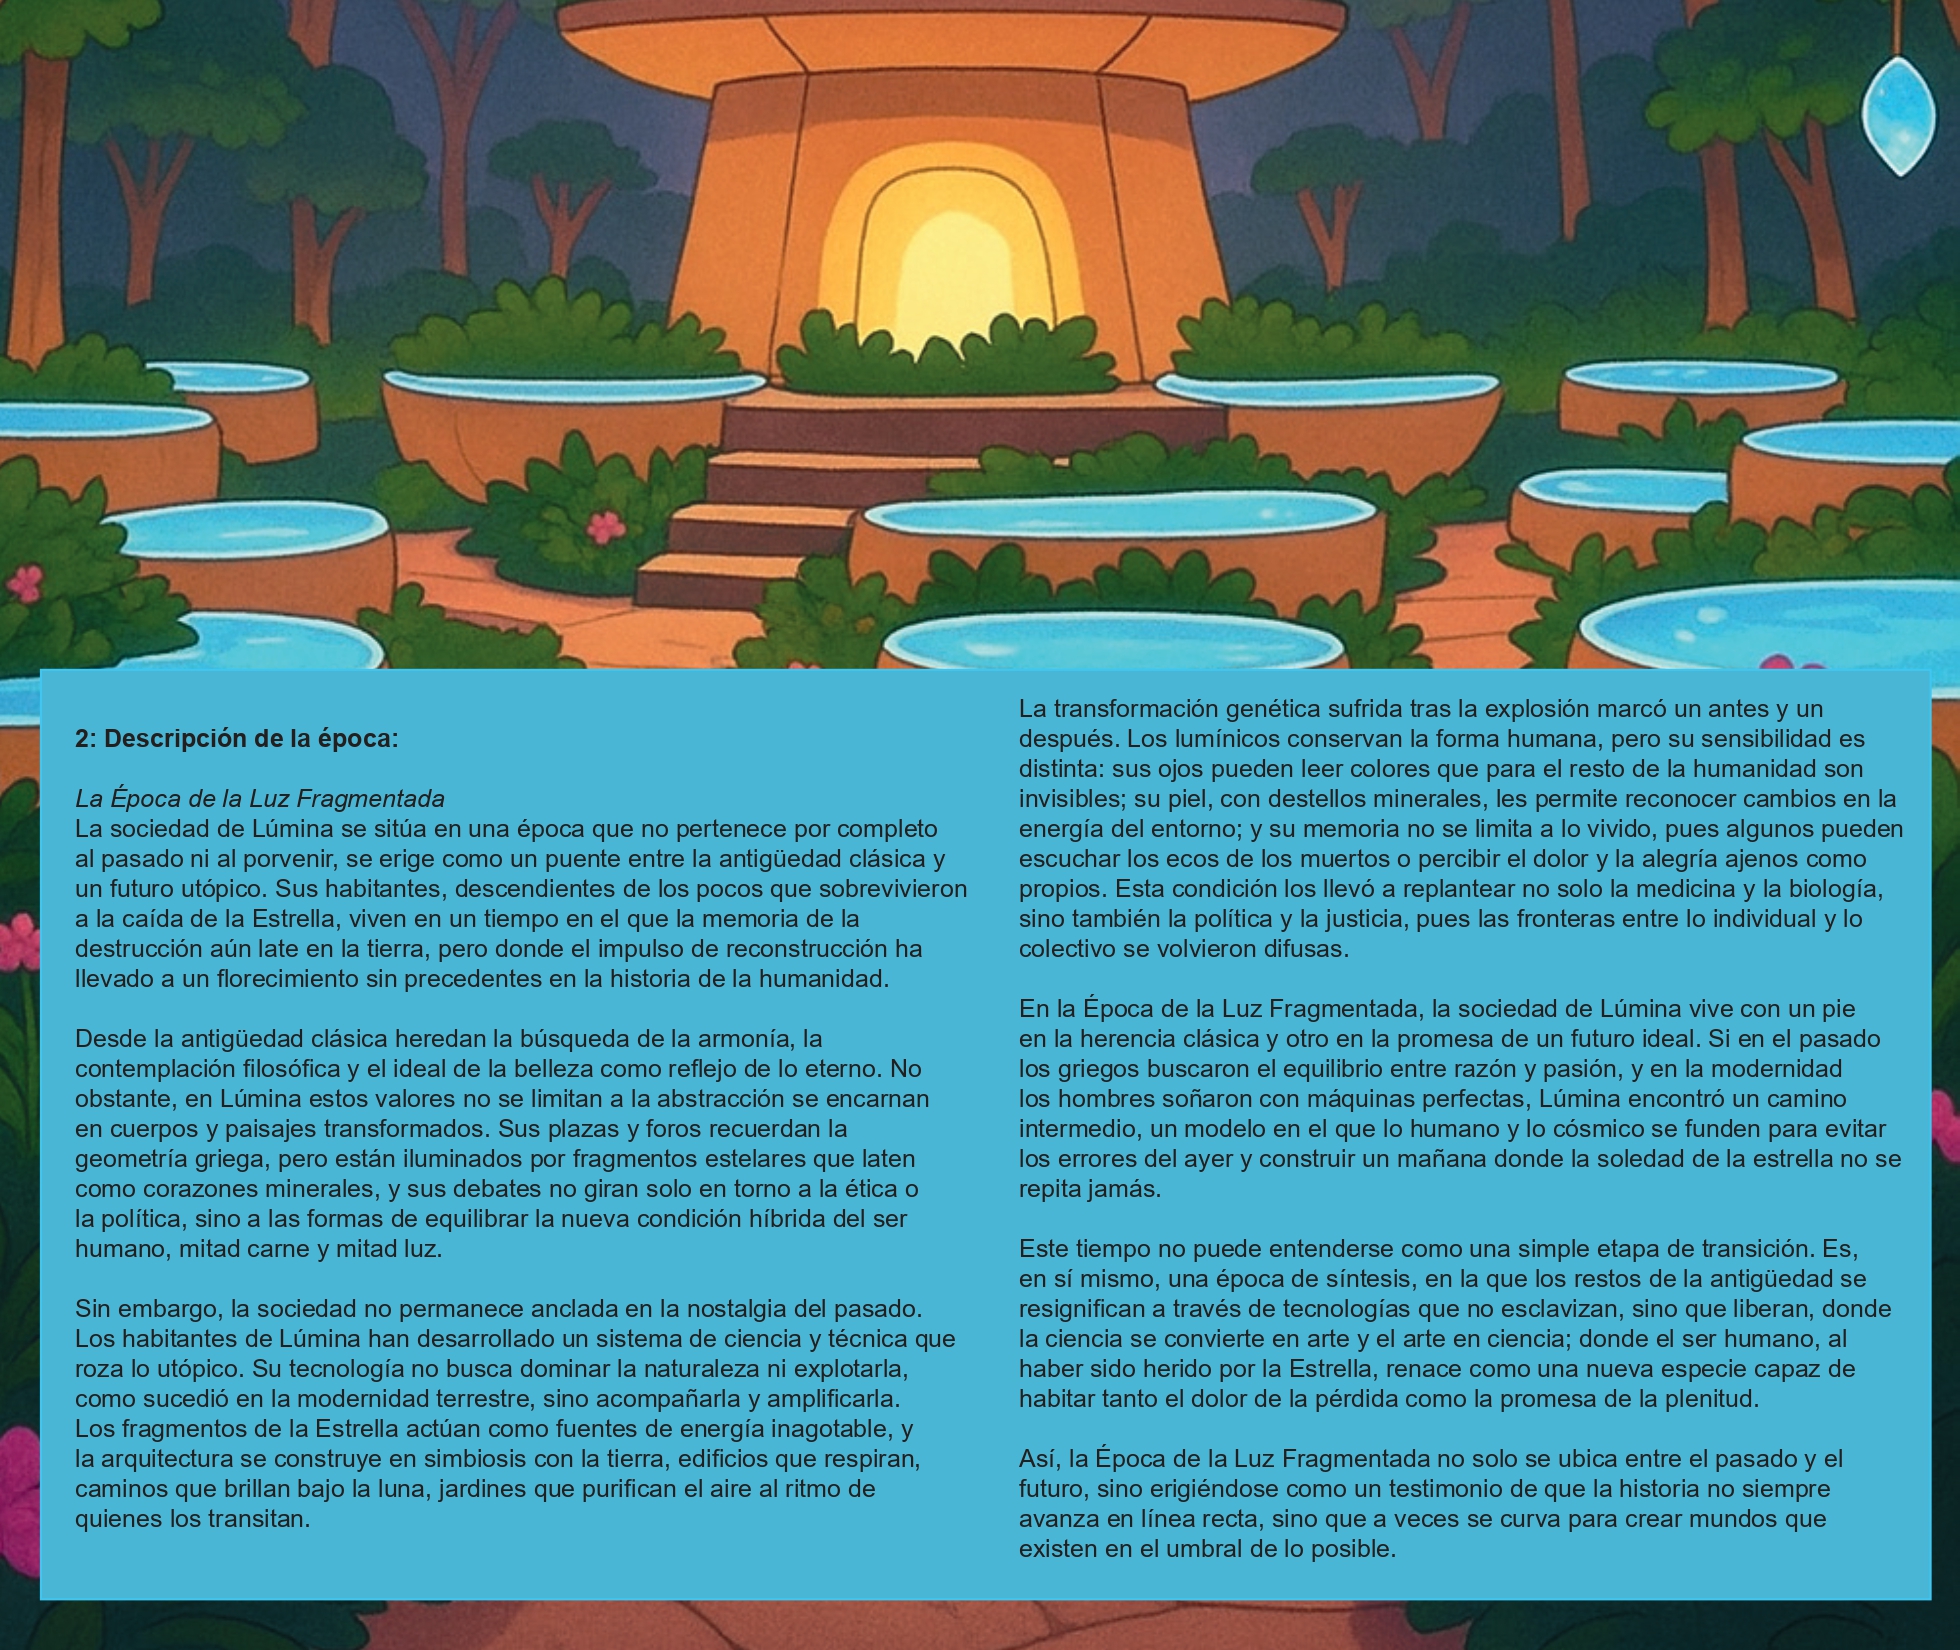 2: Descripción de la época:
La Época de la Luz Fragmentada
La sociedad de Lúmina se sitúa en una época que no pertenece por completo
al pasado ni al porvenir, se erige como un puente entre la antigüedad clásica y
un futuro utópico. Sus habitantes, descendientes de los pocos que sobrevivieron
a la caída de la Estrella, viven en un tiempo en el que la memoria de la
destrucción aún late en la tierra, pero donde el impulso de reconstrucción ha
llevado a un florecimiento sin precedentes en la historia de la humanidad.
Desde la antigüedad clásica heredan la búsqueda de la armonía, la
contemplación filosófica y el ideal de la belleza como reflejo de lo eterno. No
obstante, en Lúmina estos valores no se limitan a la abstracción se encarnan
en cuerpos y paisajes transformados. Sus plazas y foros recuerdan la
geometría griega, pero están iluminados por fragmentos estelares que laten
como corazones minerales, y sus debates no giran solo en torno a la ética o
la política, sino a las formas de equilibrar la nueva condición híbrida del ser
humano, mitad carne y mitad luz.
Sin embargo, la sociedad no permanece anclada en la nostalgia del pasado.
Los habitantes de Lúmina han desarrollado un sistema de ciencia y técnica que
roza lo utópico. Su tecnología no busca dominar la naturaleza ni explotarla,
como sucedió en la modernidad terrestre, sino acompañarla y amplificarla.
Los fragmentos de la Estrella actúan como fuentes de energía inagotable, y
la arquitectura se construye en simbiosis con la tierra, edificios que respiran,
caminos que brillan bajo la luna, jardines que purifican el aire al ritmo de
quienes los transitan.
La transformación genética sufrida tras la explosión marcó un antes y un
después. Los lumínicos conservan la forma humana, pero su sensibilidad es
distinta: sus ojos pueden leer colores que para el resto de la humanidad son
invisibles; su piel, con destellos minerales, les permite reconocer cambios en la
energía del entorno; y su memoria no se limita a lo vivido, pues algunos pueden
escuchar los ecos de los muertos o percibir el dolor y la alegría ajenos como
propios. Esta condición los llevó a replantear no solo la medicina y la biología,
sino también la política y la justicia, pues las fronteras entre lo individual y lo
colectivo se volvieron difusas.
En la Época de la Luz Fragmentada, la sociedad de Lúmina vive con un pie
en la herencia clásica y otro en la promesa de un futuro ideal. Si en el pasado
los griegos buscaron el equilibrio entre razón y pasión, y en la modernidad
los hombres soñaron con máquinas perfectas, Lúmina encontró un camino
intermedio, un modelo en el que lo humano y lo cósmico se funden para evitar
los errores del ayer y construir un mañana donde la soledad de la estrella no se
repita jamás.
Este tiempo no puede entenderse como una simple etapa de transición. Es,
en sí mismo, una época de síntesis, en la que los restos de la antigüedad se
resignifican a través de tecnologías que no esclavizan, sino que liberan, donde
la ciencia se convierte en arte y el arte en ciencia; donde el ser humano, al
haber sido herido por la Estrella, renace como una nueva especie capaz de
habitar tanto el dolor de la pérdida como la promesa de la plenitud.
Así, la Época de la Luz Fragmentada no solo se ubica entre el pasado y el
futuro, sino erigiéndose como un testimonio de que la historia no siempre
avanza en línea recta, sino que a veces se curva para crear mundos que
existen en el umbral de lo posible.